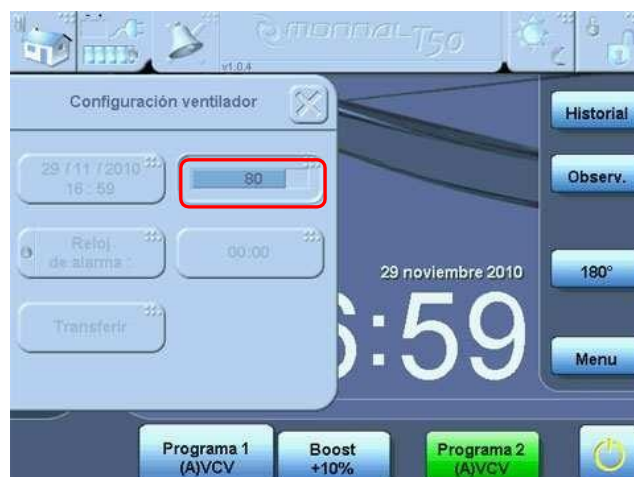 monnal T50
v1.0.4
Configuración ventilador
29 / 11 / 2010
16 : 59
80
Reloj
de alarma :
00:00
Transferir
29 noviembre 2010
6:59
Historial
Observ.
180°
Menu
Programa 1
(A)VCV
Boost
+10%
Programa 2
(A)VCV